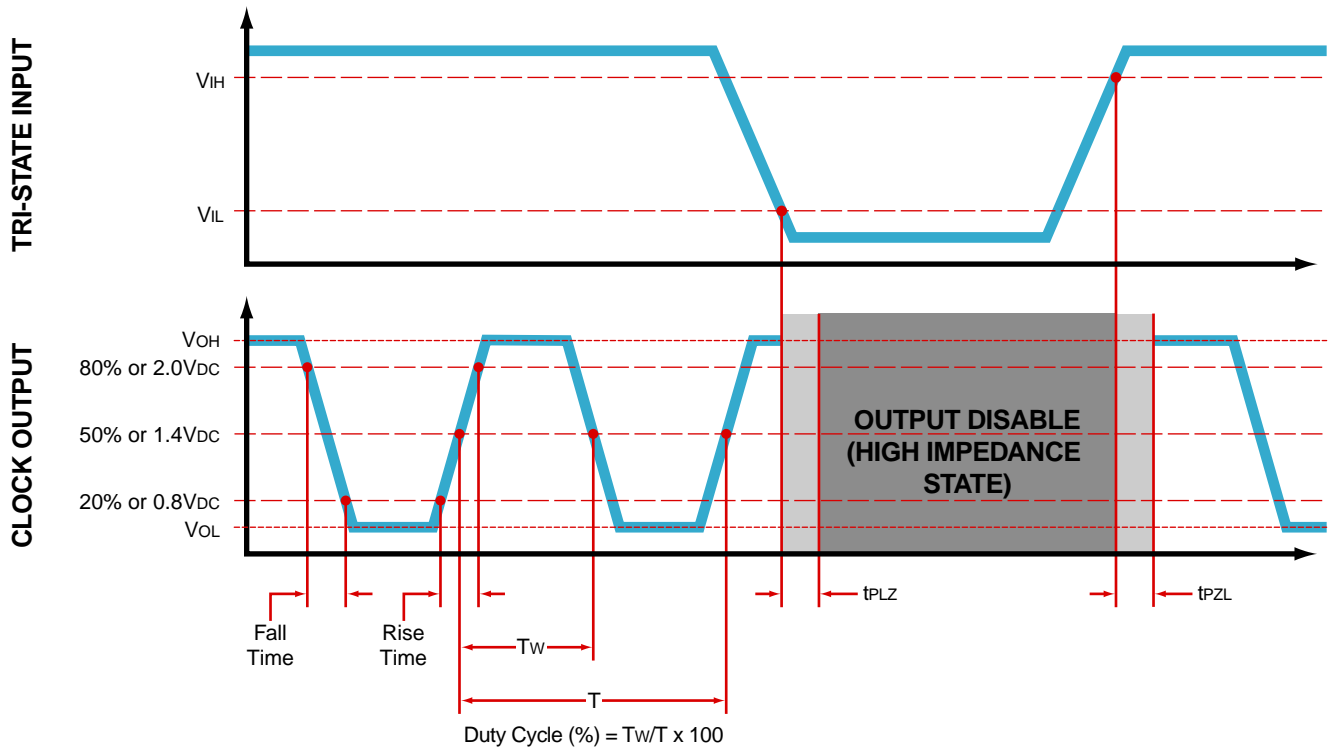 TRI-STATE INPUT
VIH
VIL
CLOCK OUTPUT
VOH
80% or 2.0VDC
50% or 1.4VDC
20% or 0.8VDC
VOL
OUTPUT DISABLE
(HIGH IMPEDANCE
STATE)
tPLZ
tPZL
Fall
Time
Rise
Time
TW
T
Duty Cycle (%) = TW/T x 100